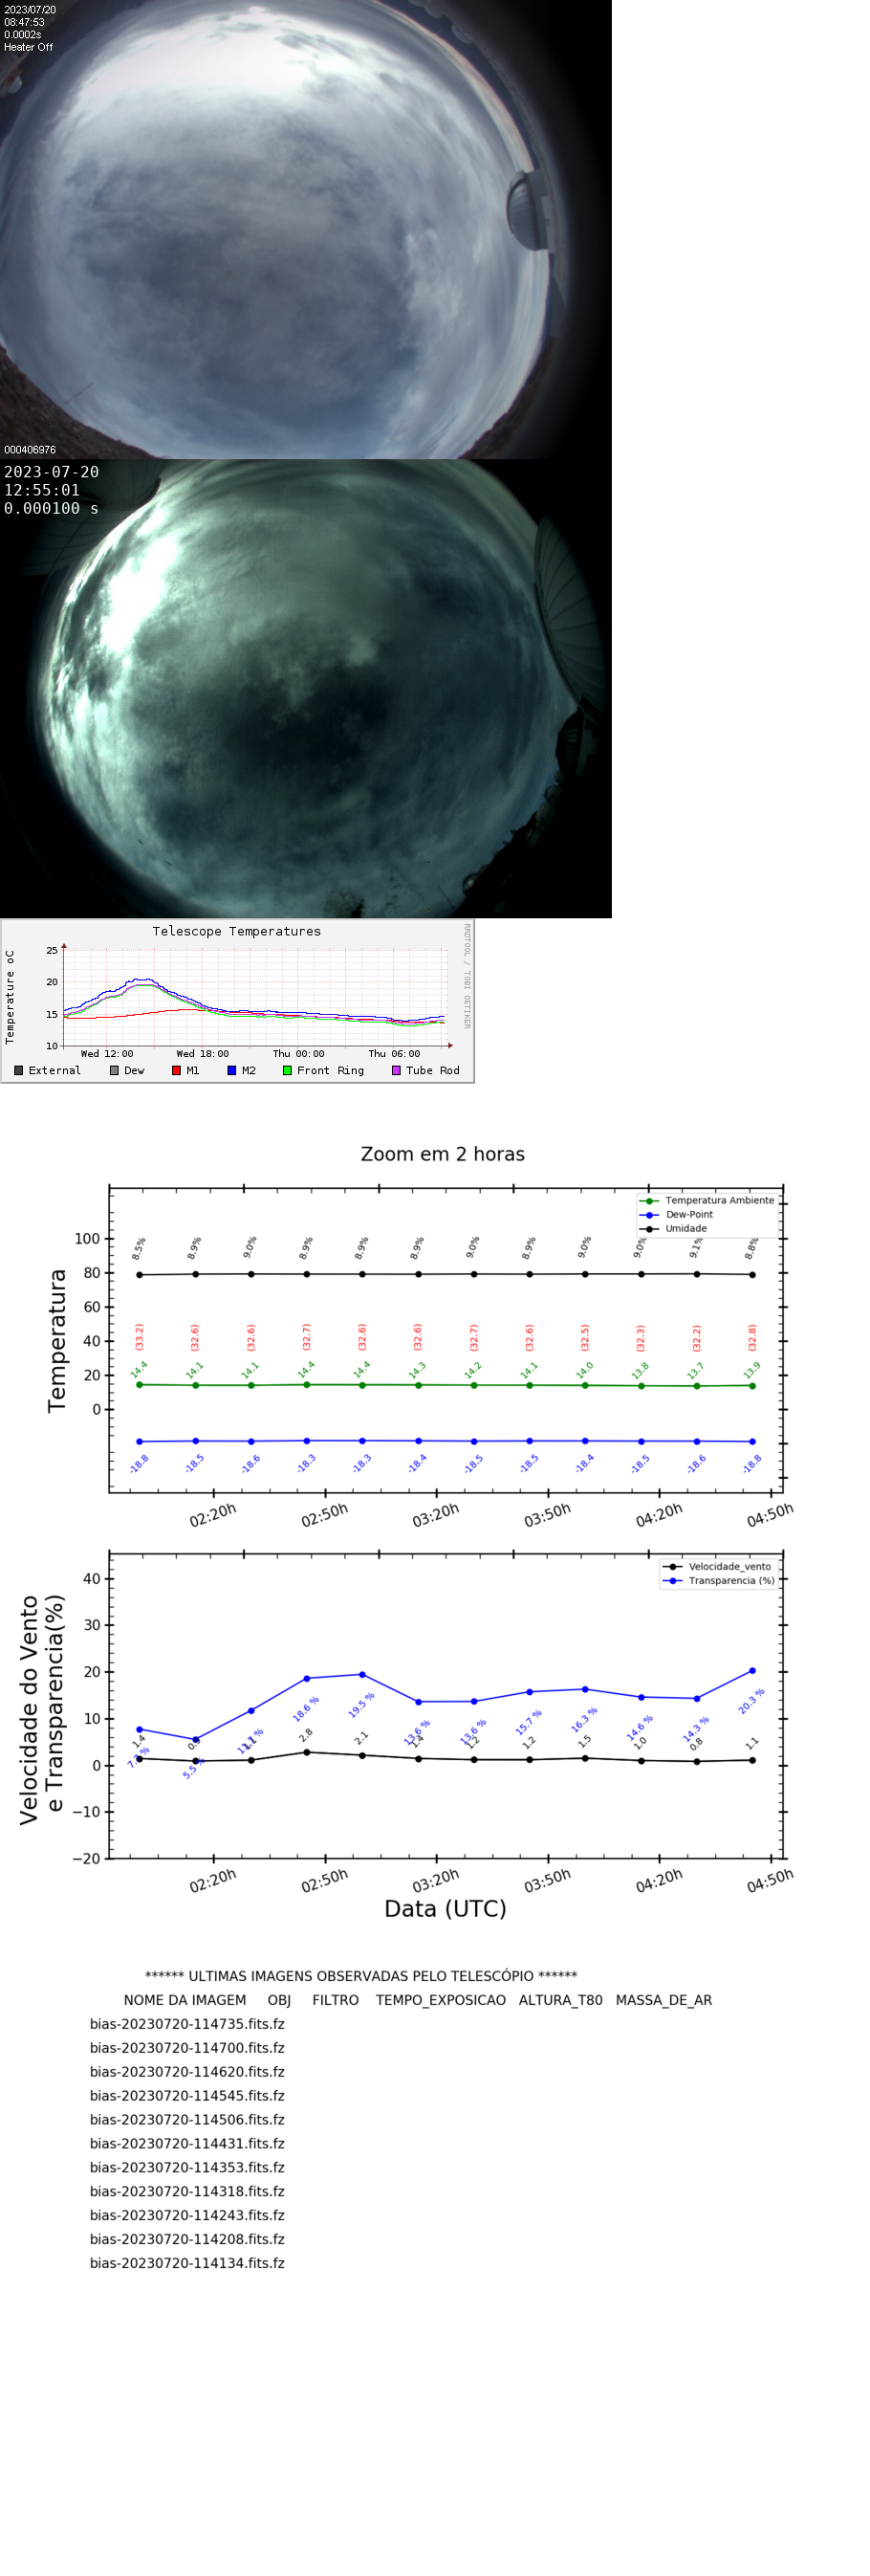 2023/07/20
08:47:53
0.0002s
Heater Off
000406976
2023-07-20
12:55:01
0.000100 s
Telescope Temperatures
RRDTOOL / TOBI OETIKER
Temperature oC
25
20
15
10
Wed 12:00 Wed 18:00 Thu 00:00 Thu 06:00
External Dew M1 M2 Front Ring Tube Rod
Zoom em 2 horas
Temperatura Ambiente
Dew-Point
Umidade
Temperatura
100
80
60
40
20
0
8.5% 8.9% 9.0% 8.9% 8.9% 8.9% 9.0% 8.9% 9.0% 9.0% 9.1% 8.8%
(33.2) (32.6) (32.6) (32.7) (32.6) (32.6) (32.7) (32.6) (32.5) (32.3) (32.2) (32.8)
14.4 14.1 14.1 14.4 14.4 14.3 14.2 14.1 14.0 13.8 13.7 13.9
-18.8 -18.5 -18.6 -18.3 -18.3 -18.4 -18.5 -18.5 -18.4 -18.5 -18.6 -18.8
02:20h 02:50h 03:20h 03:50h 04:20h 04:50h
Velocidade_vento
Transparencia (%)
Velocidade do Vento
e Transparencia(%)
40
30
20
10
0
−10
−20
18.6 % 19.5 % 13.6 % 13.6 % 15.7 % 16.3 % 14.6 % 14.3 % 20.3 %
1.4 2.8 2.1 1.4 1.2 1.2 1.5 1.0 0.8 1.1
02:20h 02:50h 03:20h 03:50h 04:20h 04:50h
Data (UTC)
****** ULTIMAS IMAGENS OBSERVADAS PELO TELESCÓPIO ******
NOME DA IMAGEM OBJ FILTRO TEMPO_EXPOSICAO ALTURA_T80 MASSA_DE_AR
bias-20230720-114735.fits.fz
bias-20230720-114700.fits.fz
bias-20230720-114620.fits.fz
bias-20230720-114545.fits.fz
bias-20230720-114506.fits.fz
bias-20230720-114431.fits.fz
bias-20230720-114353.fits.fz
bias-20230720-114318.fits.fz
bias-20230720-114243.fits.fz
bias-20230720-114208.fits.fz
bias-20230720-114134.fits.fz